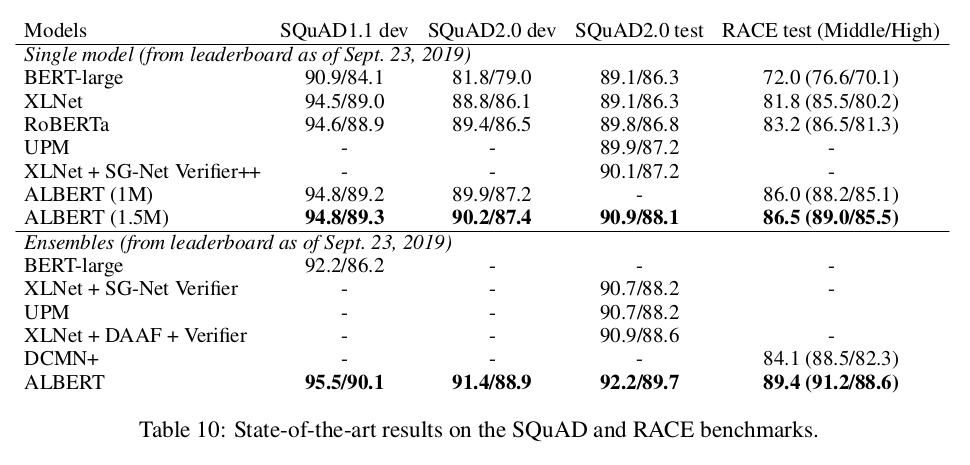 Models SQuAD1.1 dev SQuAD2.0 dev SQuAD2.0 test RACE test (Middle/High)
Single model (from leaderboard as of Sept. 23, 2019)
BERT-large 90.9/84.1 81.8/79.0 89.1/86.3 72.0 (76.6/70.1)
XLNet 94.5/89.0 88.8/86.1 89.1/86.3 81.8 (85.5/80.2)
RoBERTa 94.6/88.9 89.4/86.5 89.8/86.8 83.2 (86.5/81.3)
UPM - - 89.9/87.2 -
XLNet + SG-Net Verifier++ - - 90.1/87.2 -
ALBERT (1M) 94.8/89.2 89.9/87.2 - 86.0 (88.2/85.1)
ALBERT (1.5M) 94.8/89.3 90.2/87.4 90.9/88.1 86.5 (89.0/85.5)
Ensembles (from leaderboard as of Sept. 23, 2019)
BERT-large 92.2/86.2 - - -
XLNet + SG-Net Verifier - - 90.7/88.2 -
UPM - - 90.7/88.2
XLNet + DAAF + Verifier - - 90.9/88.6 -
DCMN+ - - - 84.1 (88.5/82.3)
ALBERT 95.5/90.1 91.4/88.9 92.2/89.7 89.4 (91.2/88.6)
Table 10: State-of-the-art results on the SQuAD and RACE benchmarks.